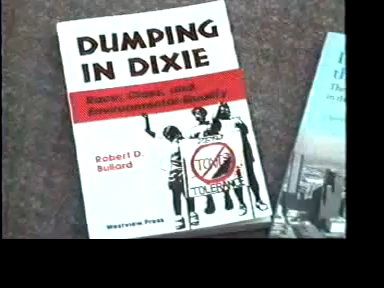 DUMPING
IN DIXIE
Race, Class, and
Environmental Quality
Robert D.
Bullard
ZERO
TOXIC
TOLERANCE
Westview Press